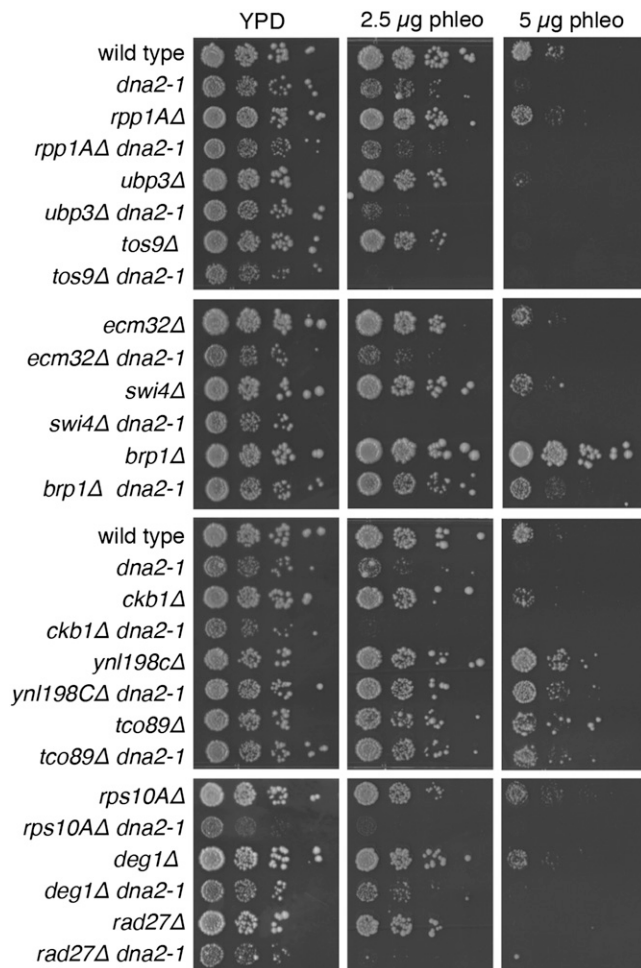 YPD 2.5 µg phleo 5 µg phleo
wild type
dna2-1
rpp1AΔ
rpp1AΔ dna2-1
ubp3Δ
ubp3Δ dna2-1
tos9Δ
tos9Δ dna2-1
ecm32Δ
ecm32Δ dna2-1
swi4Δ
swi4Δ dna2-1
brp1Δ
brp1Δ dna2-1
wild type
dna2-1
ckb1Δ
ckb1Δ dna2-1
ynl198cΔ
ynl198CΔ dna2-1
tco89Δ
tco89Δ dna2-1
rps10AΔ
rps10AΔ dna2-1
deg1Δ
deg1Δ dna2-1
rad27Δ
rad27Δ dna2-1